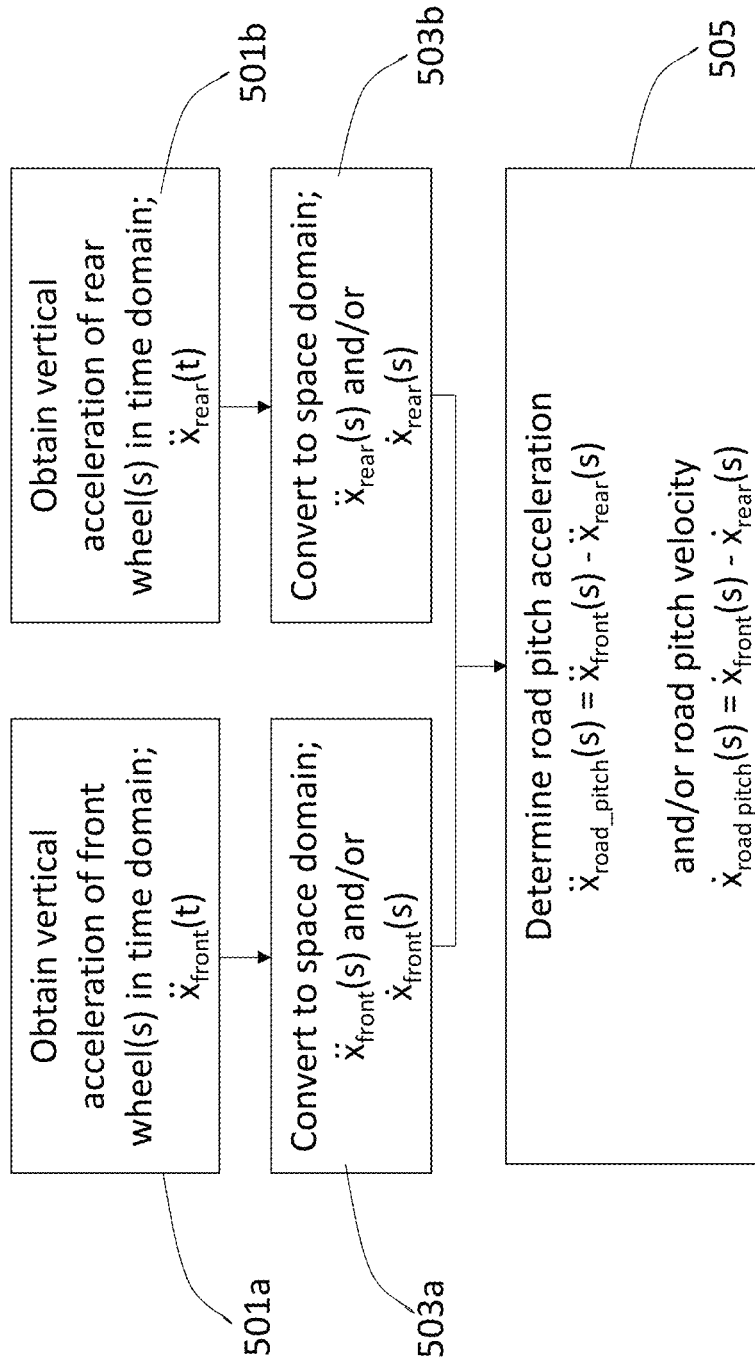 Obtain vertical
acceleration of front
wheel(s) in time domain;
ẍfront(t)
501a
Obtain vertical
acceleration of rear
wheel(s) in time domain;
ẍrear(t)
501b
Convert to space domain;
ẍfront(s) and/or
ẋfront(s)
503a
Convert to space domain;
ẍrear(s) and/or
ẋrear(s)
503b
Determine road pitch acceleration
ẍroad_pitch(s) = ẍfront(s) - ẍrear(s)
and/or road pitch velocity
ẋroad pitch(s) = ẋfront(s) - ẋrear(s)
505